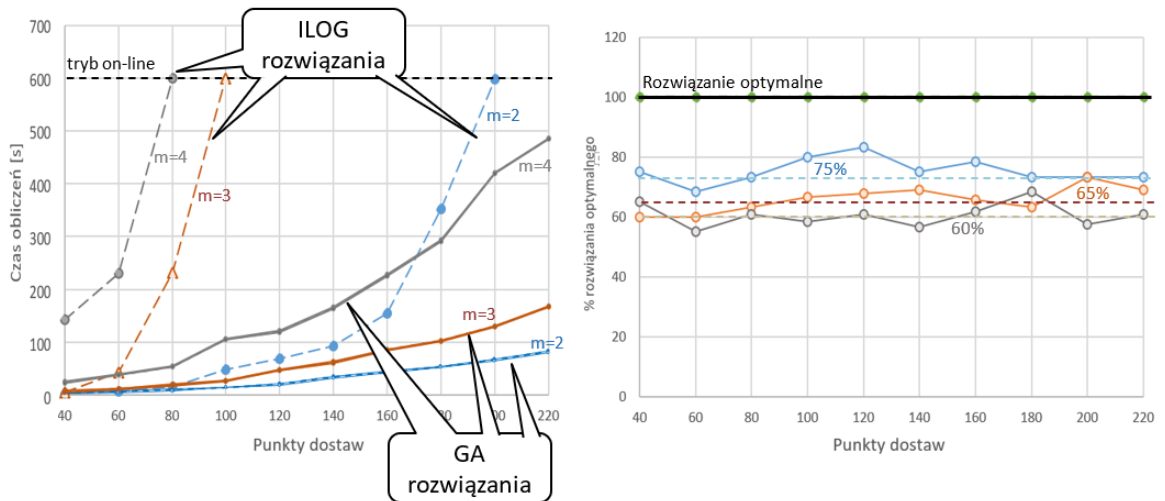 700
600
500
400
300
200
100
0
Czas obliczeń [s]
tryb on-line
ILOG
rozwiązania
m=4
m=3
m=2
m=4
m=3
m=2
40 60 80 100 120 140 160 220
Punkty dostaw
GA
rozwiązania
120
100
80
60
40
20
0
% rozwiązania optymalnego
Rozwiązanie optymalne
75%
65%
60%
40 60 80 100 120 140 160 180 200 220
Punkty dostaw